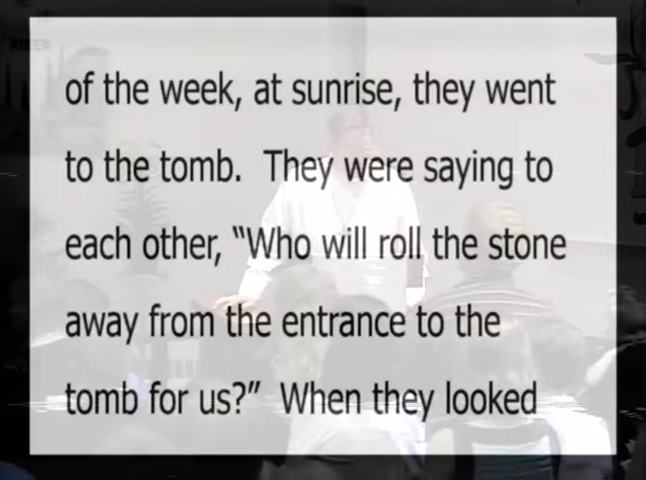 of the week, at sunrise, they went
to the tomb.  They were saying to
each other, “Who will roll the stone
away from the entrance to the
tomb for us?”  When they looked